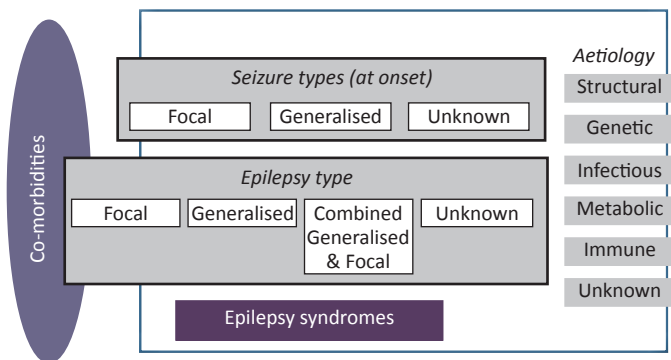 Co-morbidities
Seizure types (at onset)
Focal
Generalised
Unknown
Epilepsy type
Focal
Generalised
Combined
Generalised
& Focal
Unknown
Epilepsy syndromes
Aetiology
Structural
Genetic
Infectious
Metabolic
Immune
Unknown